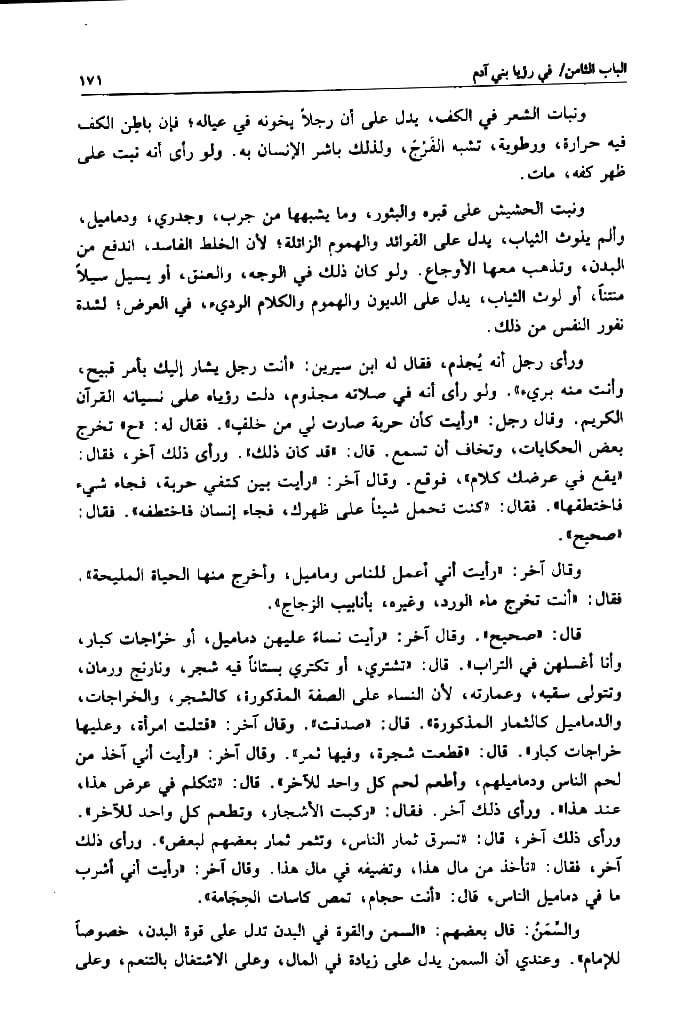 الباب الثامن/ في رؤيا بني آدم ١٧١
ونبات الشعر في الكف، يدل على أن رجلاً يخونه في عياله؛ فإن باطن الكف
فيه حرارة، ورطوبة، تشبه الفَرْجَ، ولذلك باشر الإنسان به. ولو رأى أنه نبت على
ظهر كفه، مات.
ونبت الحشيش على قبره والبثور، وما يشبهها من جرب، وجدري، ودماميل،
وألم يلوث الثياب، يدل على الفوائد والهموم الزائلة؛ لأن الخلط الفاسد، اندفع من
البدن، وتذهب معها الأوجاع. ولو كان ذلك في الوجه، والعنق، أو يسيل سيلاً
منتناً، أو لوث الثياب، يدل على الديون والهموم والكلام الرديء، في العرض؛ لشدة
نفور النفس من ذلك.
ورأى رجل أنه يُجذم، فقال له ابن سيرين: «أنت رجل يشار إليك بأمر قبيح،
وأنت منه بريء». ولو رأى أنه في صلاته مجذوم، دلت رؤياه على نسيانه القرآن
الكريم. وقال رجل: «رأيت كأن حربة صارت لي من خلفٍ». فقال له: «ح» تخرج
بعض الحكايات، وتخاف أن تسمع. قال: «قد كان ذلك». ورأى ذلك آخر، فقال:
«يقع في عرضك كلام»، فوقع. وقال آخر: «رأيت بين كتفي حربة، فجاء شيء
فاختطفها». فقال: «كنت تحمل شيئاً على ظهرك، فجاء إنسان فاختطفه». فقال:
«صحيح».
وقال آخر: «رأيت أني أعمل للناس وماميل، وأخرج منها الحياة المليحة».
فقال: «أنت تخرج ماء الورد، وغيره، بأنابيب الزجاج».
قال: «صحيح». وقال آخر: «رأيت نساءً عليهن دماميل، أو خرّاجات كبار،
وأنا أغسلهن في التراب». قال: «تشتري، أو تكتري بستاناً فيه شجر، ونارنج ورمان،
وتتولى سقيه، وعمارته، لأن النساء على الصفة المذكورة، كالشجر، والخراجات،
والدماميل كالثمار المذكورة». قال: «صدقت». وقال آخر: «قتلت امرأة، وعليها
خراجات كبار». قال: «قطعت شجرة، وفيها ثمر». وقال آخر: «رأيت أني آخذ من
لحم الناس ودماميلهم، وأطعم لحم كل واحد للآخر». قال: «تتكلم في عرض هذا،
عند هذا». ورأى ذلك آخر. فقال: «ركبت الأشجار، وتطعم كل واحد للآخر».
ورأى ذلك آخر، قال: «تسرق ثمار الناس، وتثمر ثمار بعضهم لبعض». ورأى ذلك
آخر، فقال: «تأخذ من مال هذا، وتضيفه في مال هذا. وقال آخر: «رأيت أني أشرب
ما في دماميل الناس، قال: «أنت حجام، تمص كاسات الحِجَامة».
والسِّمَنُ: قال بعضهم: «السمن والقوة في البدن تدل على قوة البدن، خصوصاً
للإمام». وعندي أن السمن يدل على زيادة في المال، وعلى الاشتغال بالتنعم، وعلى